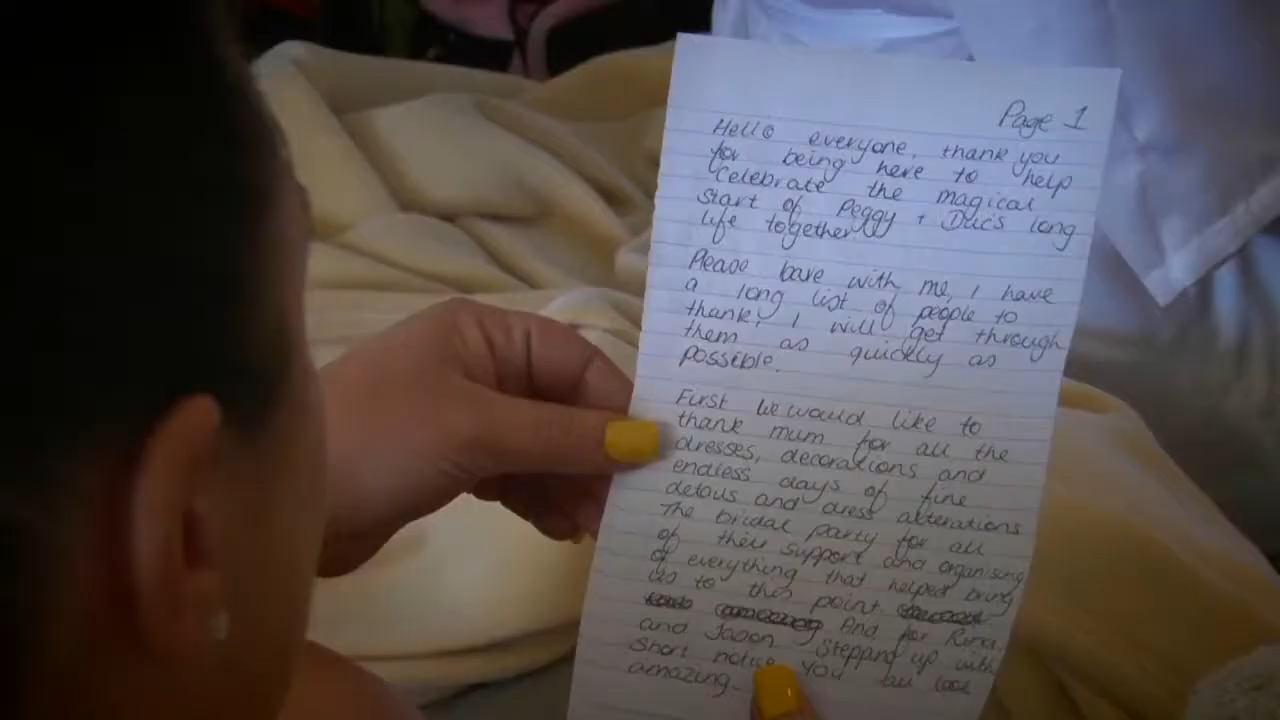 Page 1
Hello everyone, thank you
for being here to help
celebrate the magical
start of Peggy + Duc's long
life together!
Pease bare with me, I have
a long list of people to
thank. I will get through
them as quickly as
possible.
First we would like to
thank mum for all the
dresses, decorations and
endless days of fine
detais and dress alterations
The bridal party for all
of their support and organising
of everything that helped bring
us to this point.
And for
and Jason stepping up with
short notice you all look
amazing.